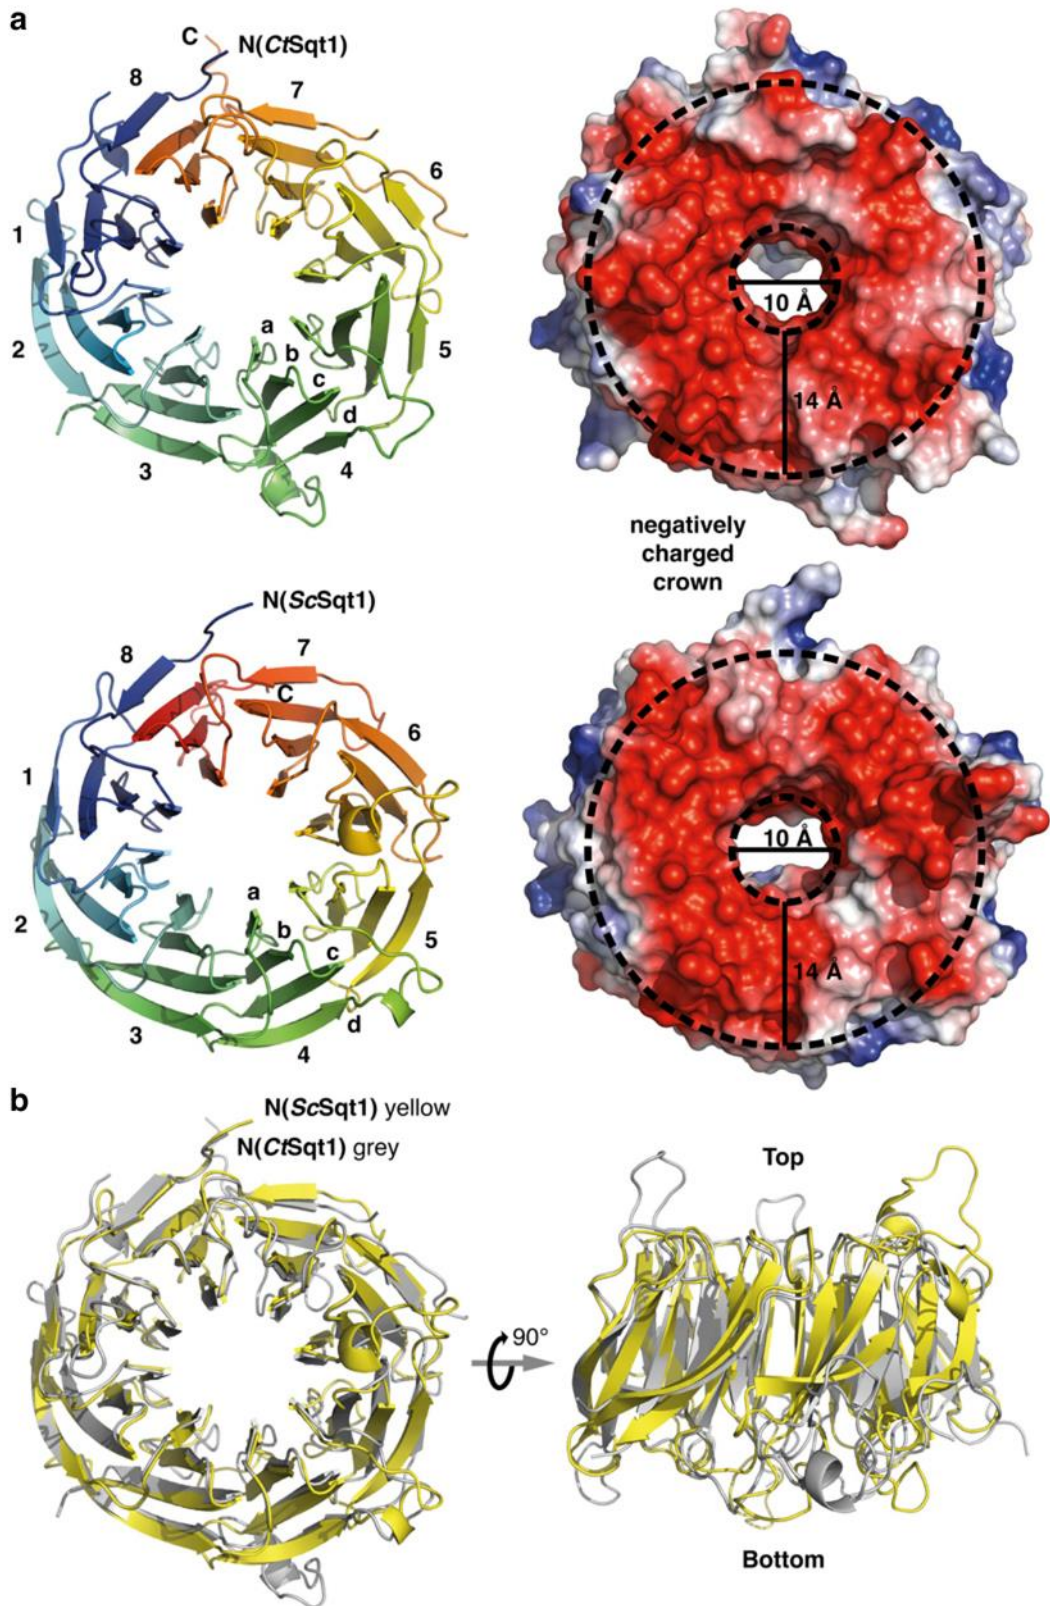 a
C
N(CtSqt1)
8
7
6
1
2
a
b
c
5
d
3
4
10 Å
14 Å
negatively
charged
crown
N(ScSqt1)
8
7
C
6
1
2
a
b
c
5
d
3
4
10 Å
14 Å
b
N(ScSqt1) yellow
N(CtSqt1) grey
90°
Top
Bottom